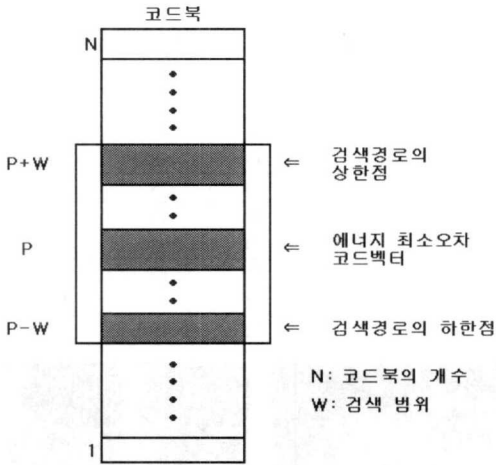 코드북
N
P+W
검색경로의
상한점
P
에너지 최소오차
코드벡터
P-W
검색경로의 하한점
N: 코드북의 개수
W: 검색 범위
1